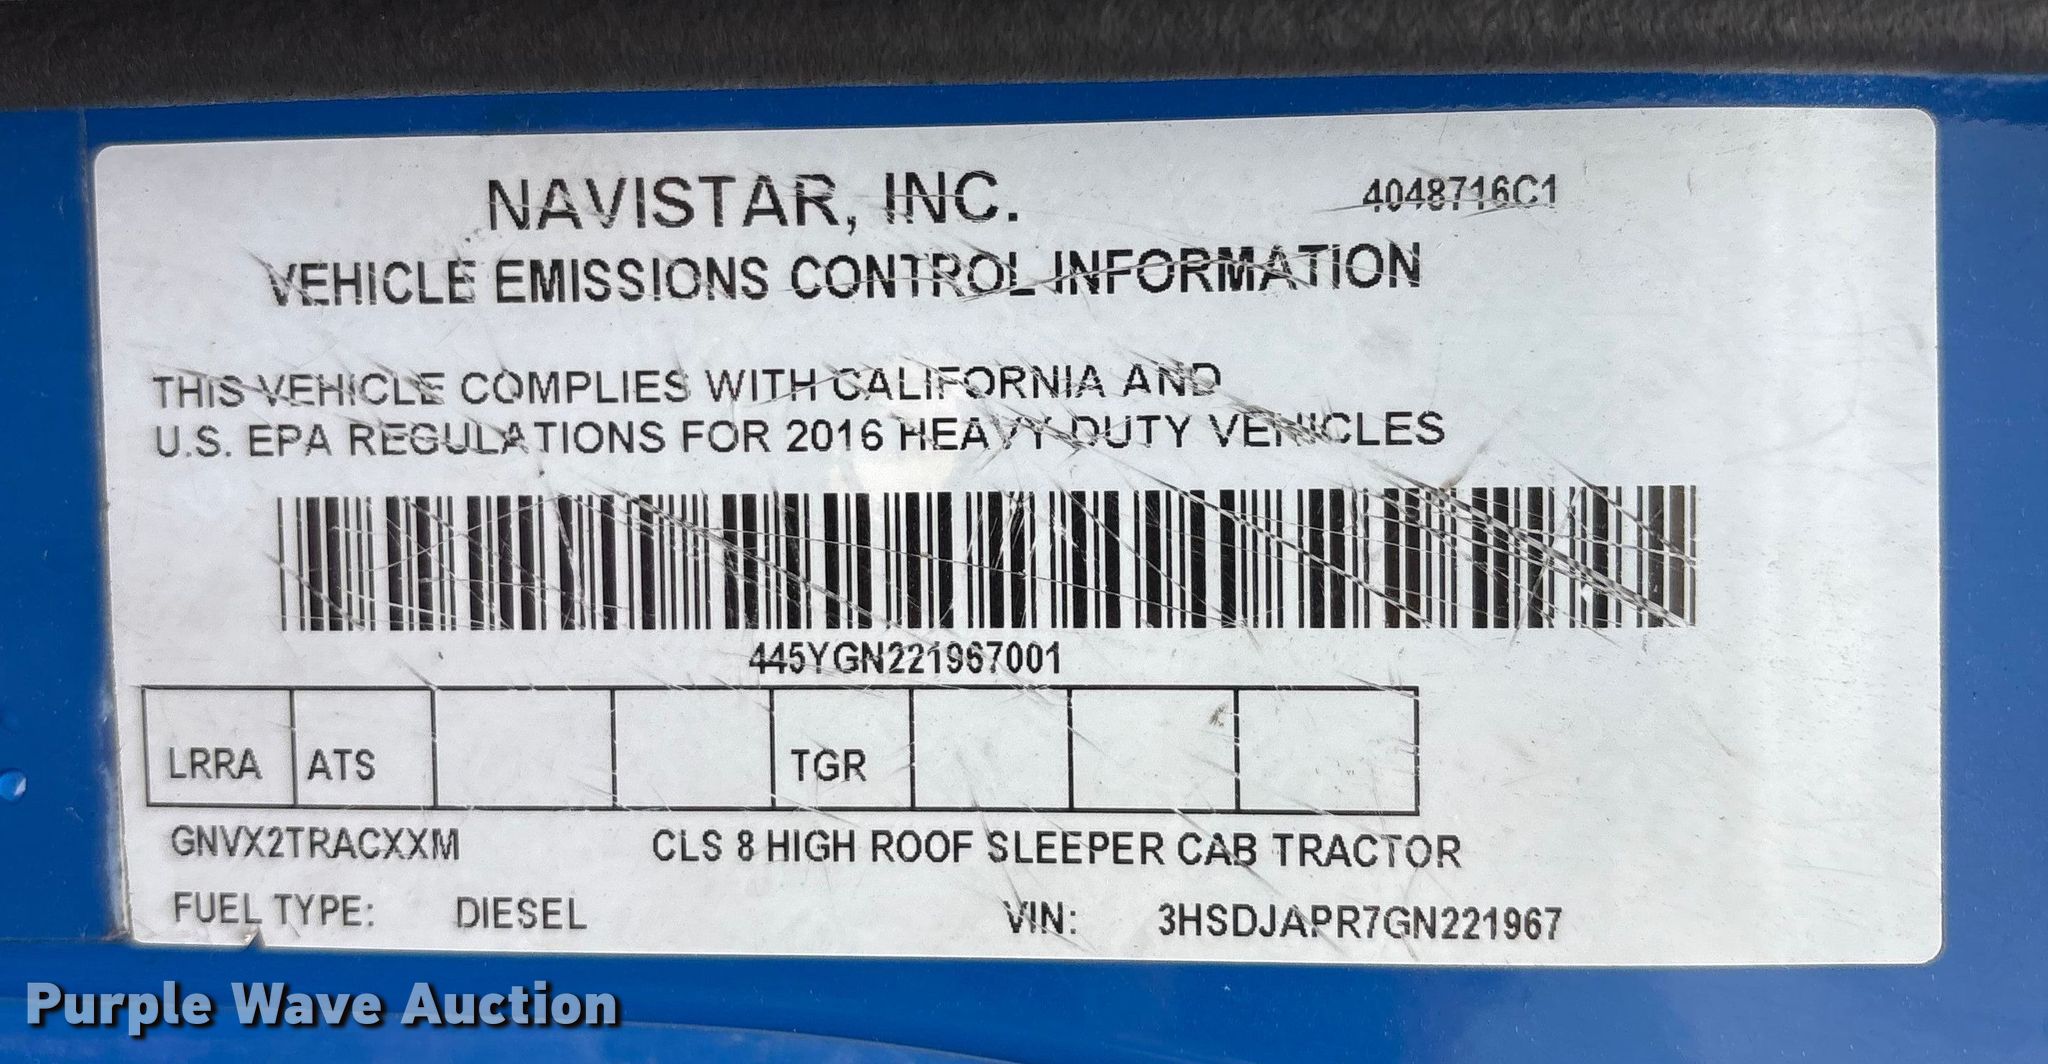 NAVISTAR, INC.
4048716C1
VEHICLE EMISSIONS CONTROL INFORMATION
THIS VEHICLE COMPLIES WITH CALIFORNIA AND
U.S. EPA REGULATIONS FOR 2016 HEAVY DUTY VEHICLES
445YGN221967001
LRRA ATS TGR
GNVX2TRACXXM CLS 8 HIGH ROOF SLEEPER CAB TRACTOR
FUEL TYPE: DIESEL VIN: 3HSDJAPR7GN221967
Purple Wave Auction